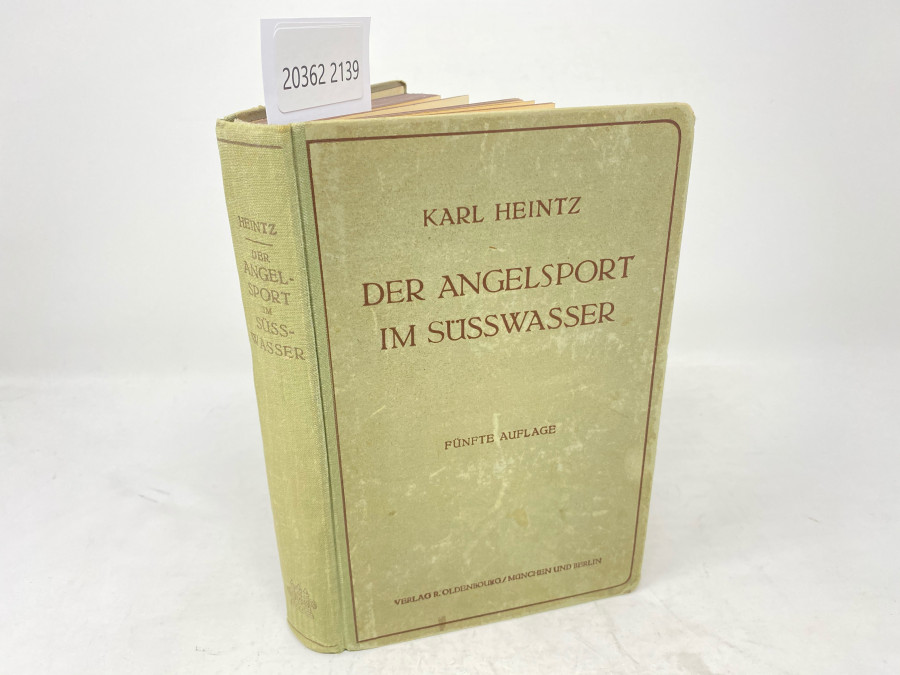 20362 2139
HEINTZ
DER
ANGEL-
SPORT
IM
SÜSS-
WASSER
KARL HEINTZ
DER ANGELSPORT
IM SÜSSWASSER
FÜNFTE AUFLAGE
VERLAG R. OLDENBOURG / MÜNCHEN UND BERLIN